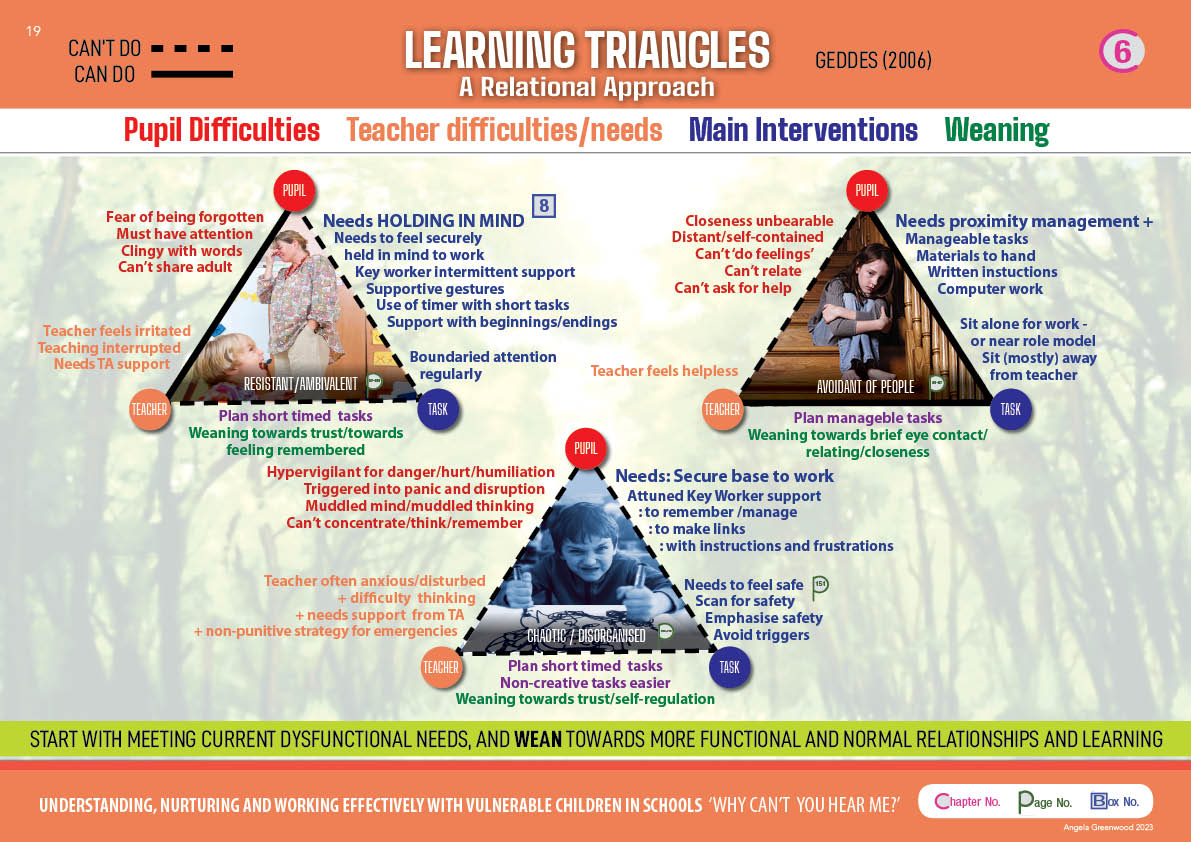 19
CAN'T DO
CAN DO
LEARNING TRIANGLES
A Relational Approach
GEDDES (2006)
6
Pupil Difficulties Teacher difficulties/needs Main Interventions Weaning
PUPIL
Fear of being forgotten
Must have attention
Clingy with words
Can't share adult
8
Needs HOLDING IN MIND
Needs to feel securely
held in mind to work
Key worker intermittent support
Supportive gestures
Use of timer with short tasks
Support with beginnings/endings
Boundaried attention
regularly
Teacher feels irritated
Teaching interrupted
Needs TA support
RESISTANT/AMBIVALENT
TEACHER
TASK
Plan short timed tasks
Weaning towards trust/towards
feeling remembered
PUPIL
Closeness unbearable
Distant/self-contained
Can't 'do feelings'
Can't relate
Can't ask for help
Needs proximity management +
Manageable tasks
Materials to hand
Written instuctions
Computer work
Sit alone for work -
or near role model
Sit (mostly) away
from teacher
Teacher feels helpless
AVOIDANT OF PEOPLE
TEACHER
TASK
Plan manageble tasks
Weaning towards brief eye contact/
relating/closeness
PUPIL
Hypervigilant for danger/hurt/humiliation
Triggered into panic and disruption
Muddled mind/muddled thinking
Can't concentrate/think/remember
Needs: Secure base to work
Attuned Key Worker support
: to remember /manage
: to make links
: with instructions and frustrations
Teacher often anxious/disturbed
+ difficulty thinking
+ needs support from TA
+ non-punitive strategy for emergencies
Needs to feel safe
151
Scan for safety
Emphasise safety
Avoid triggers
CHAOTIC / DISORGANISED
TEACHER
TASK
Plan short timed tasks
Non-creative tasks easier
Weaning towards trust/self-regulation
START WITH MEETING CURRENT DYSFUNCTIONAL NEEDS, AND WEAN TOWARDS MORE FUNCTIONAL AND NORMAL RELATIONSHIPS AND LEARNING
UNDERSTANDING, NURTURING AND WORKING EFFECTIVELY WITH VULNERABLE CHILDREN IN SCHOOLS 'WHY CAN'T YOU HEAR ME?'
Chapter No. Page No. Box No.
Angela Greenwood 2023